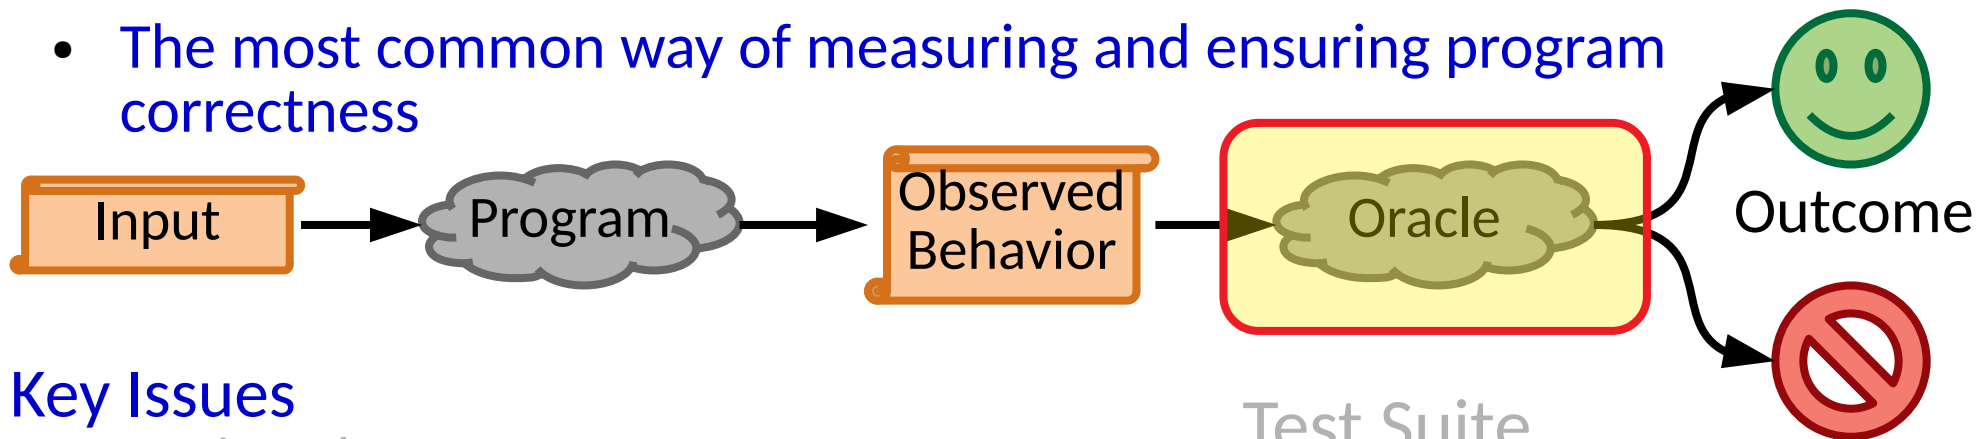 • The most common way of measuring and ensuring program
correctness
Input
Program
Observed
Behavior
Oracle
Outcome
Key Issues
Test Suite